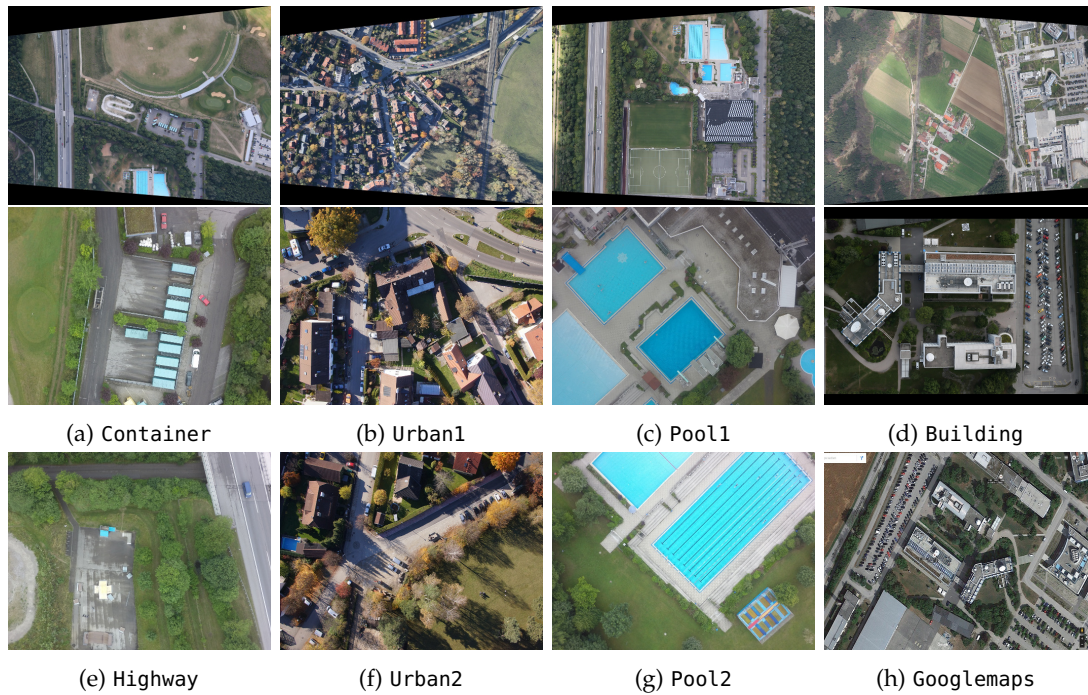 (a) Container (b) Urban1 (c) Pool1 (d) Building
(e) Highway (f) Urban2 (g) Pool2 (h) Googlemaps